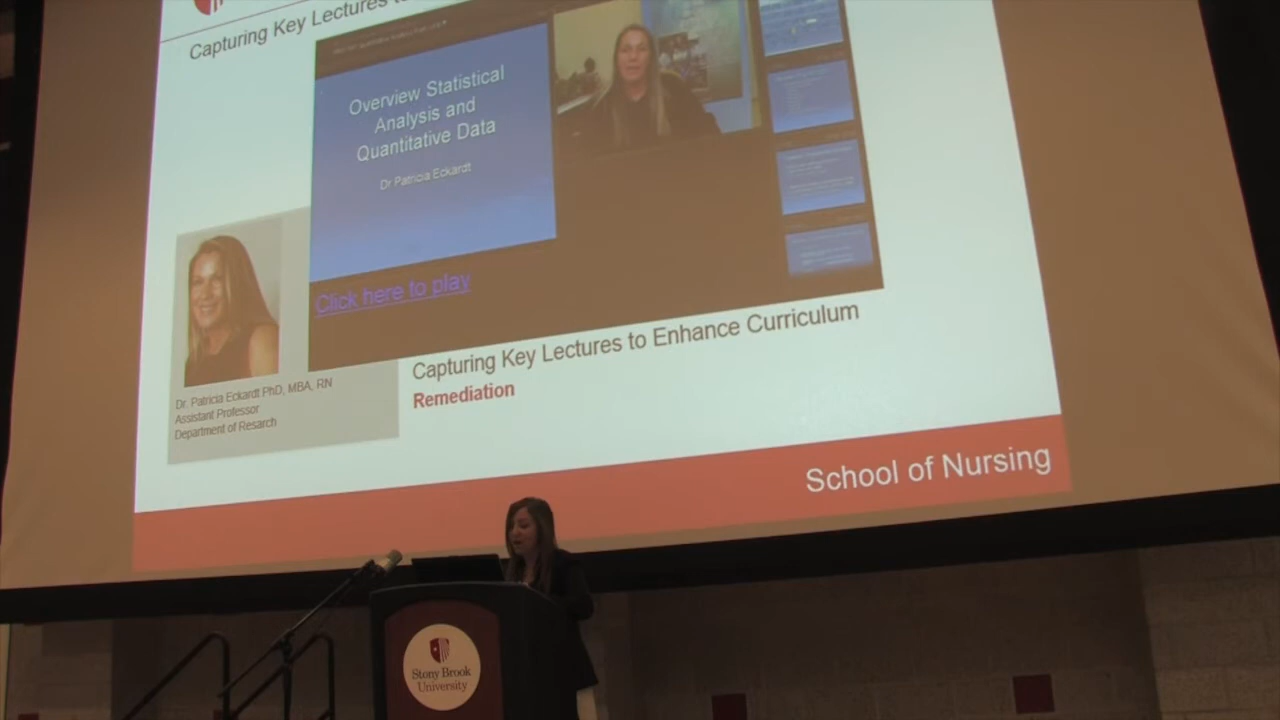 Capturing Key Lectures to
Overview Statistical
Analysis and
Quantitative Data
Dr Patricia Eckardt
Click here to play
Dr. Patricia Eckardt PhD, MBA, RN
Assistant Professor
Department of Resarch
Capturing Key Lectures to Enhance Curriculum
Remediation
School of Nursing
Stony Brook
University